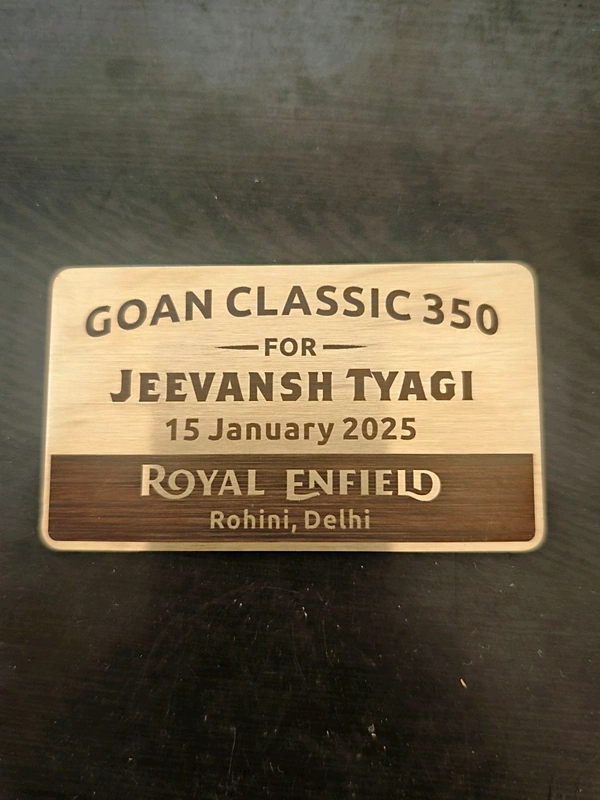 GOAN CLASSIC 350
FOR
JEEVANSH TYAGI
15 January 2025
ROYAL ENFIELD
Rohini, Delhi